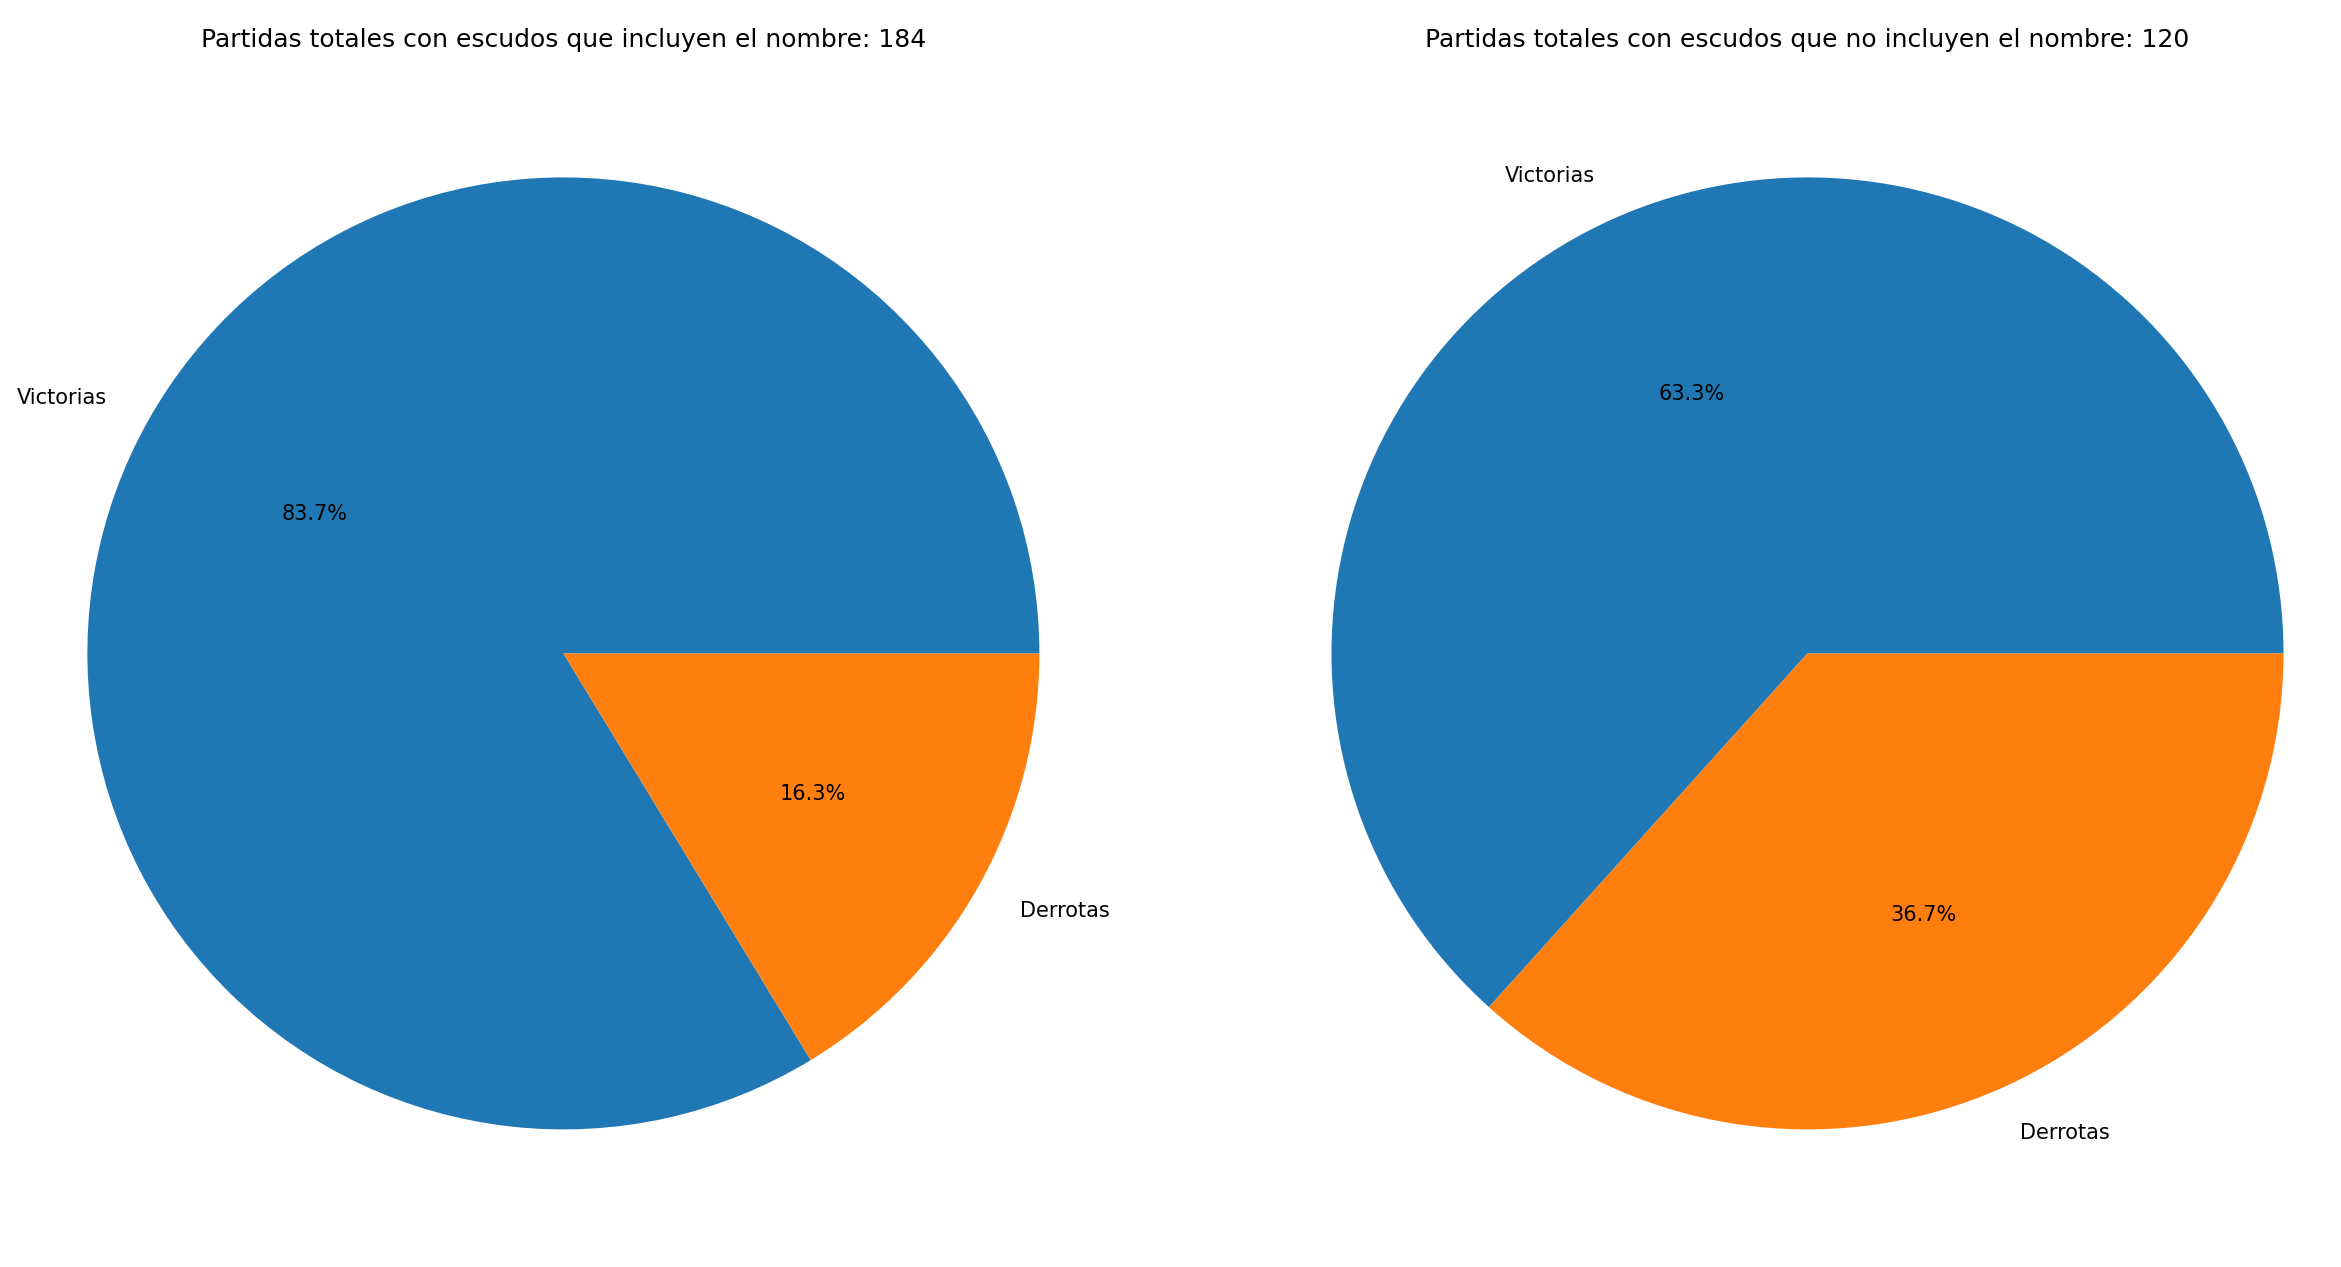 Partidas totales con escudos que incluyen el nombre: 184
Victorias
83.7%
16.3%
Derrotas
Partidas totales con escudos que no incluyen el nombre: 120
Victorias
63.3%
36.7%
Derrotas